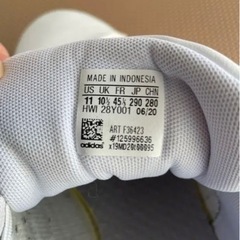 MADE IN INDONESIA
US UK FR JP CHN
11 10½ 45⅓ 290 280
HWI 28Y001 06/20
ART F36423
#125996636
adidas x19MD20t00095